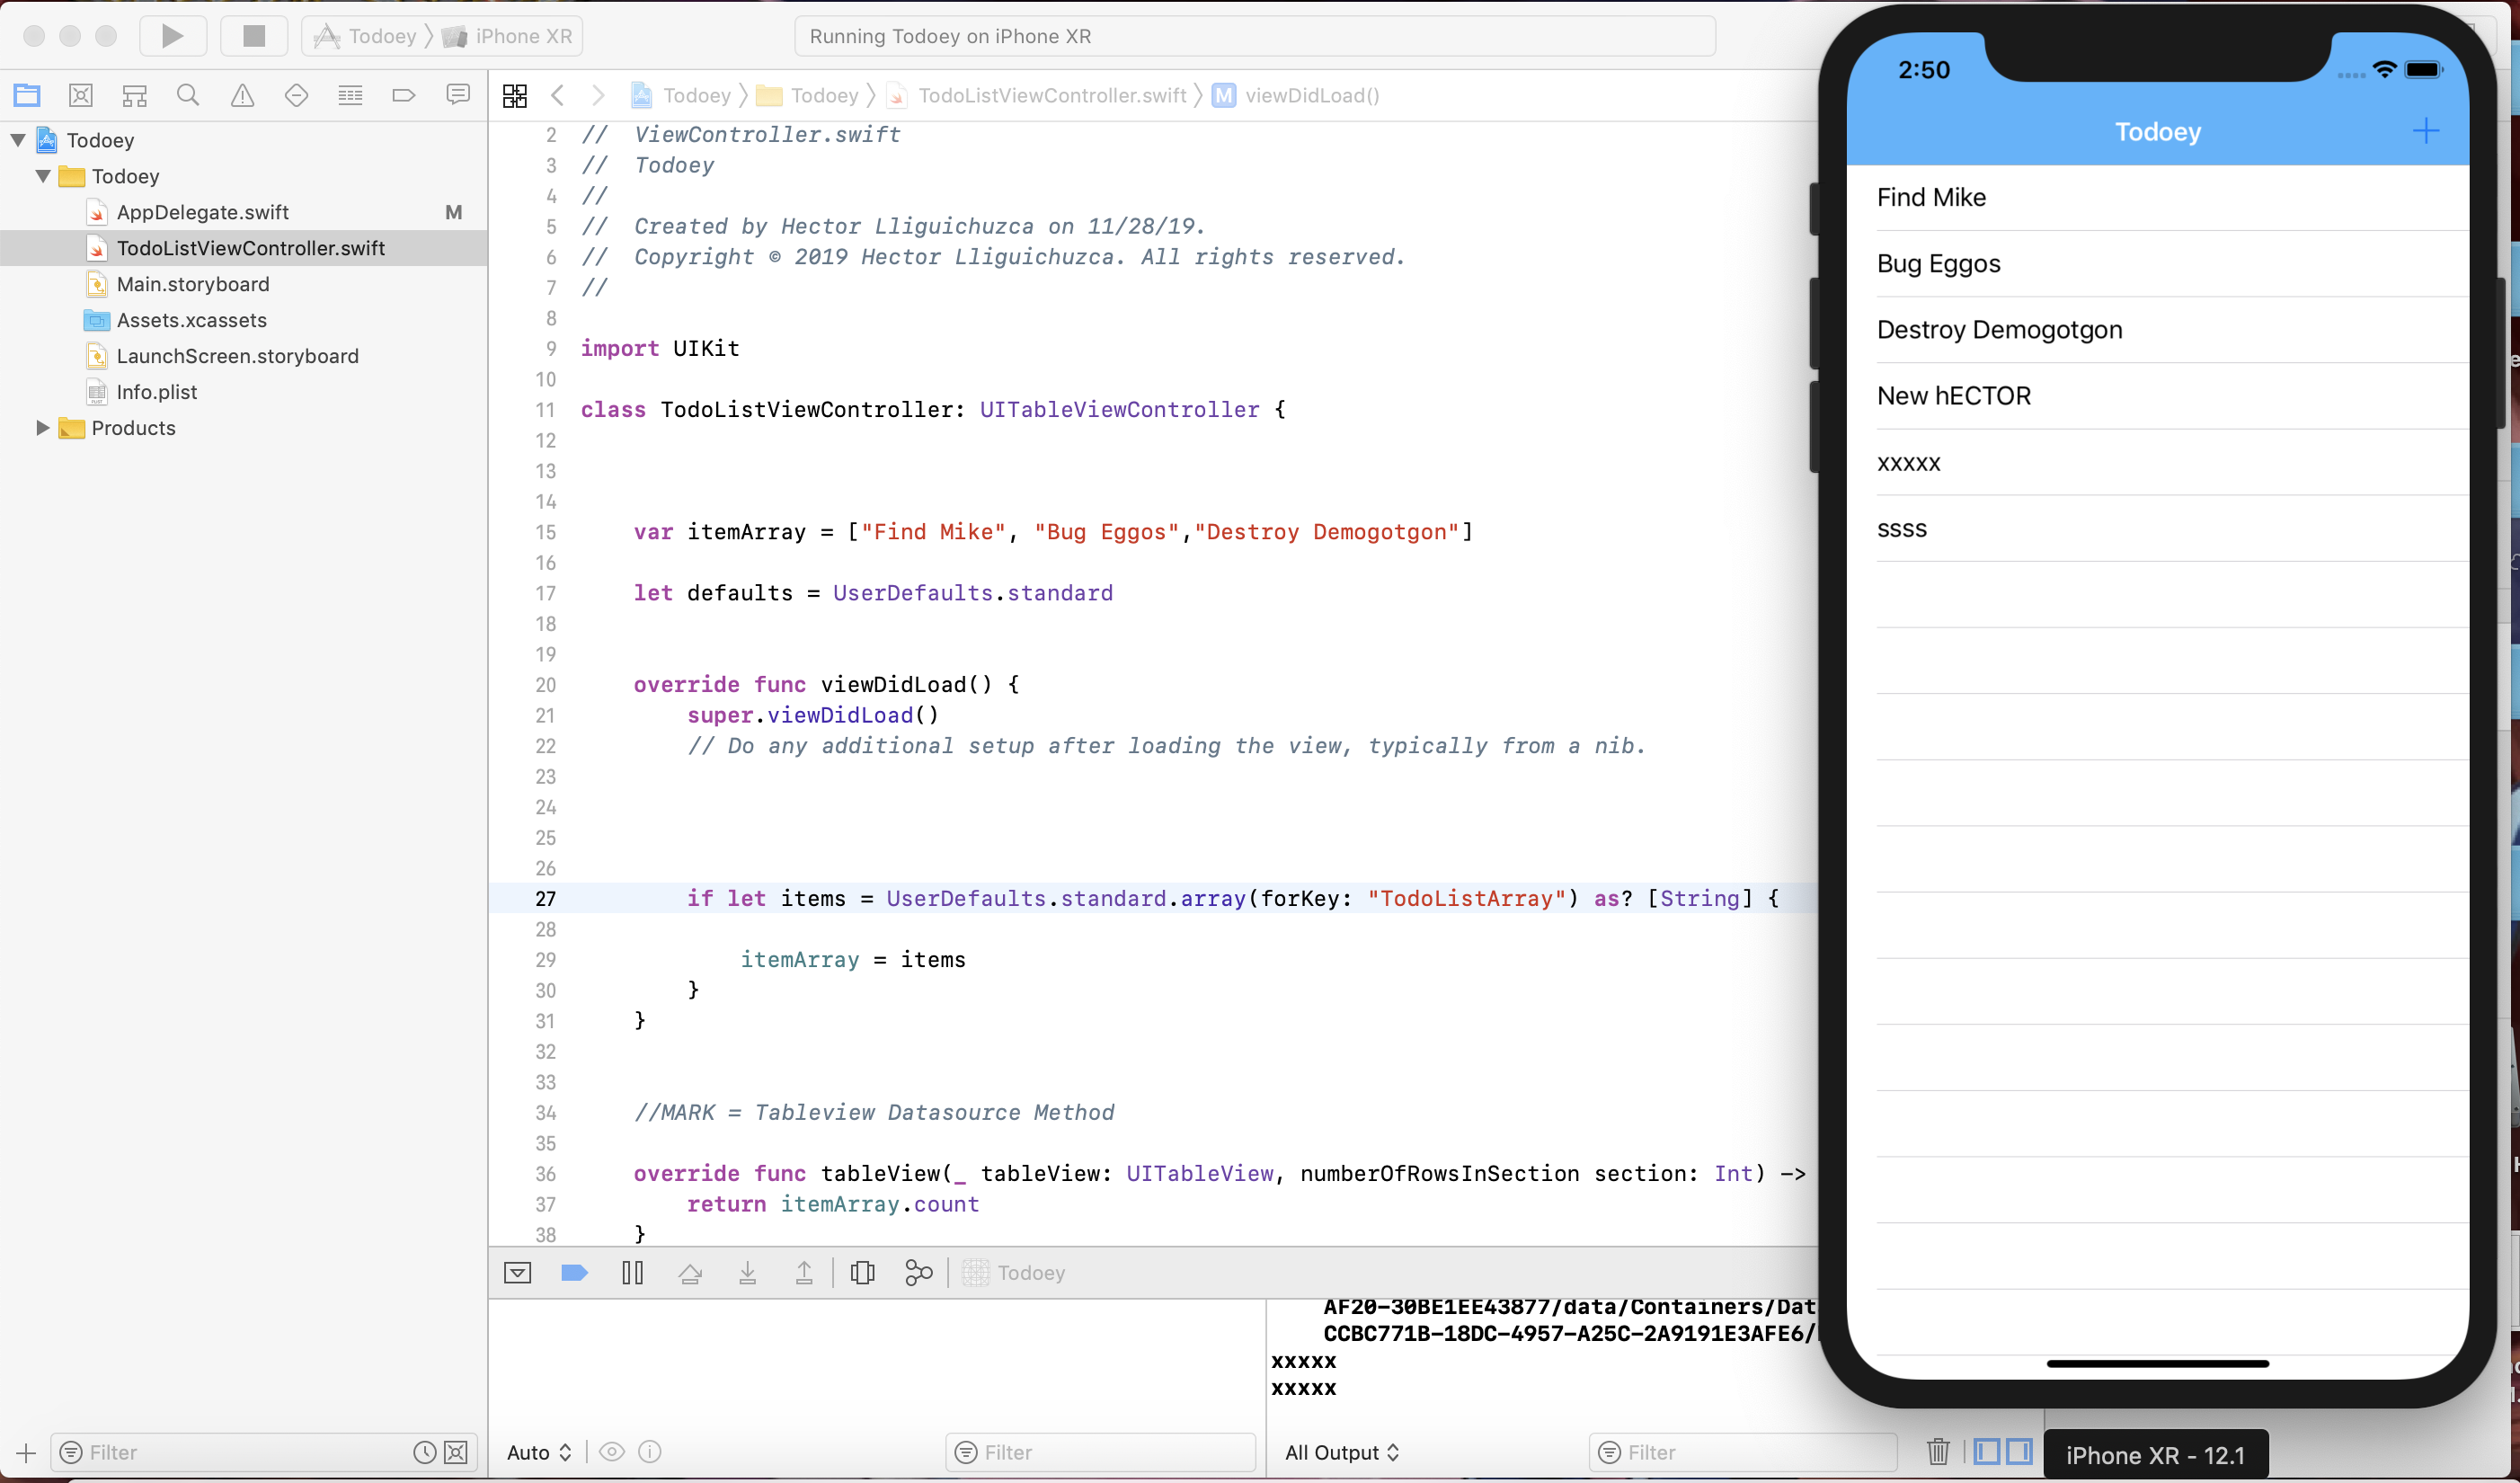 Todoey
iPhone XR
Running Todoey on iPhone XR
Todoey
Todoey
TodoListViewController.swift
M
viewDidLoad()
Todoey
Todoey
AppDelegate.swift
M
TodoListViewController.swift
Main.storyboard
Assets.xcassets
LaunchScreen.storyboard
Info.plist
Products
2 // ViewController.swift
3 // Todoey
4 //
5 // Created by Hector Lliguichuzca on 11/28/19.
6 // Copyright © 2019 Hector Lliguichuzca. All rights reserved.
7 //
8
9 import UIKit
10
11 class TodoListViewController: UITableViewController {
12
13
14
15 var itemArray = ["Find Mike", "Bug Eggos","Destroy Demogotgon"]
16
17 let defaults = UserDefaults.standard
18
19
20 override func viewDidLoad() {
21 super.viewDidLoad()
22 // Do any additional setup after loading the view, typically from a nib.
23
24
25
26
27 if let items = UserDefaults.standard.array(forKey: "TodoListArray") as? [String] {
28
29 itemArray = items
30 }
31 }
32
33
34 //MARK = Tableview Datasource Method
35
36 override func tableView(_ tableView: UITableView, numberOfRowsInSection section: Int) ->
37 return itemArray.count
38 }
Todoey
AF20-30BE1EE43877/data/Containers/Dat
CCBC771B-18DC-4957-A25C-2A9191E3AFE6/
xxxxx
xxxxx
Filter
Auto
Filter
All Output
Filter
2:50
Todoey
Find Mike
Bug Eggos
Destroy Demogotgon
New hECTOR
xxxxx
ssss
iPhone XR - 12.1